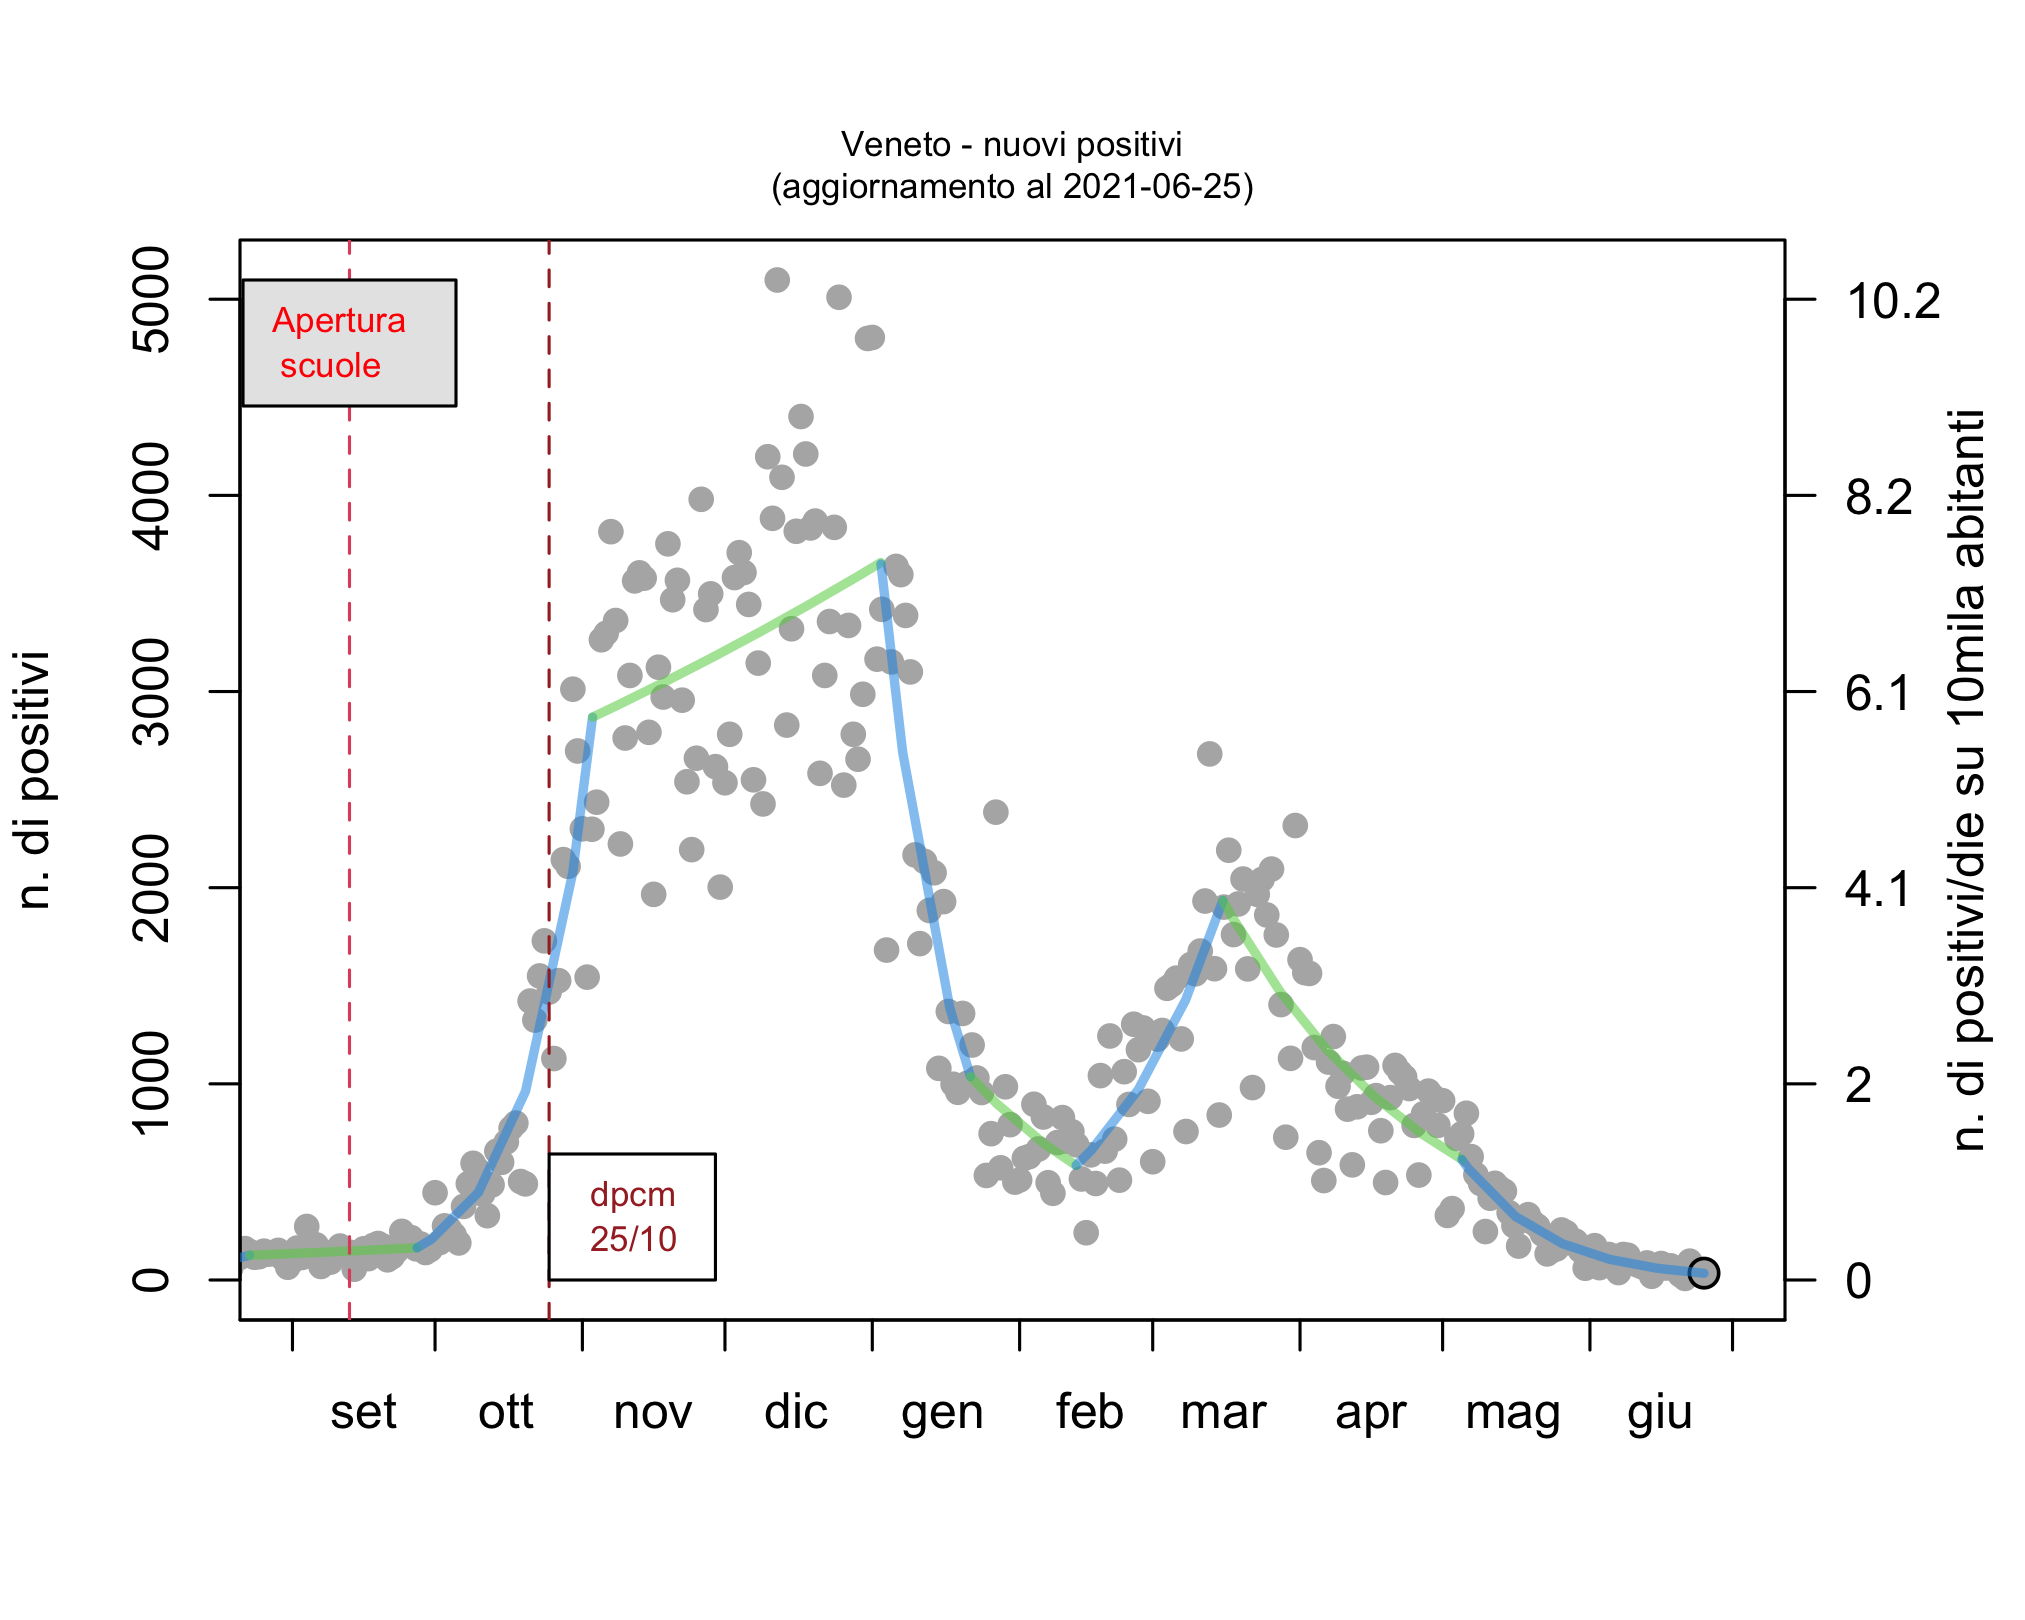 Veneto - nuovi positivi
(aggiornamento al 2021-06-25)
n. di positivi
5000
4000
3000
2000
1000
0
Apertura
scuole
dpcm
25/10
10.2
8.2
6.1
4.1
2
0
n. di positivi/die su 10mila abitanti
set ott nov dic gen feb mar apr mag giu